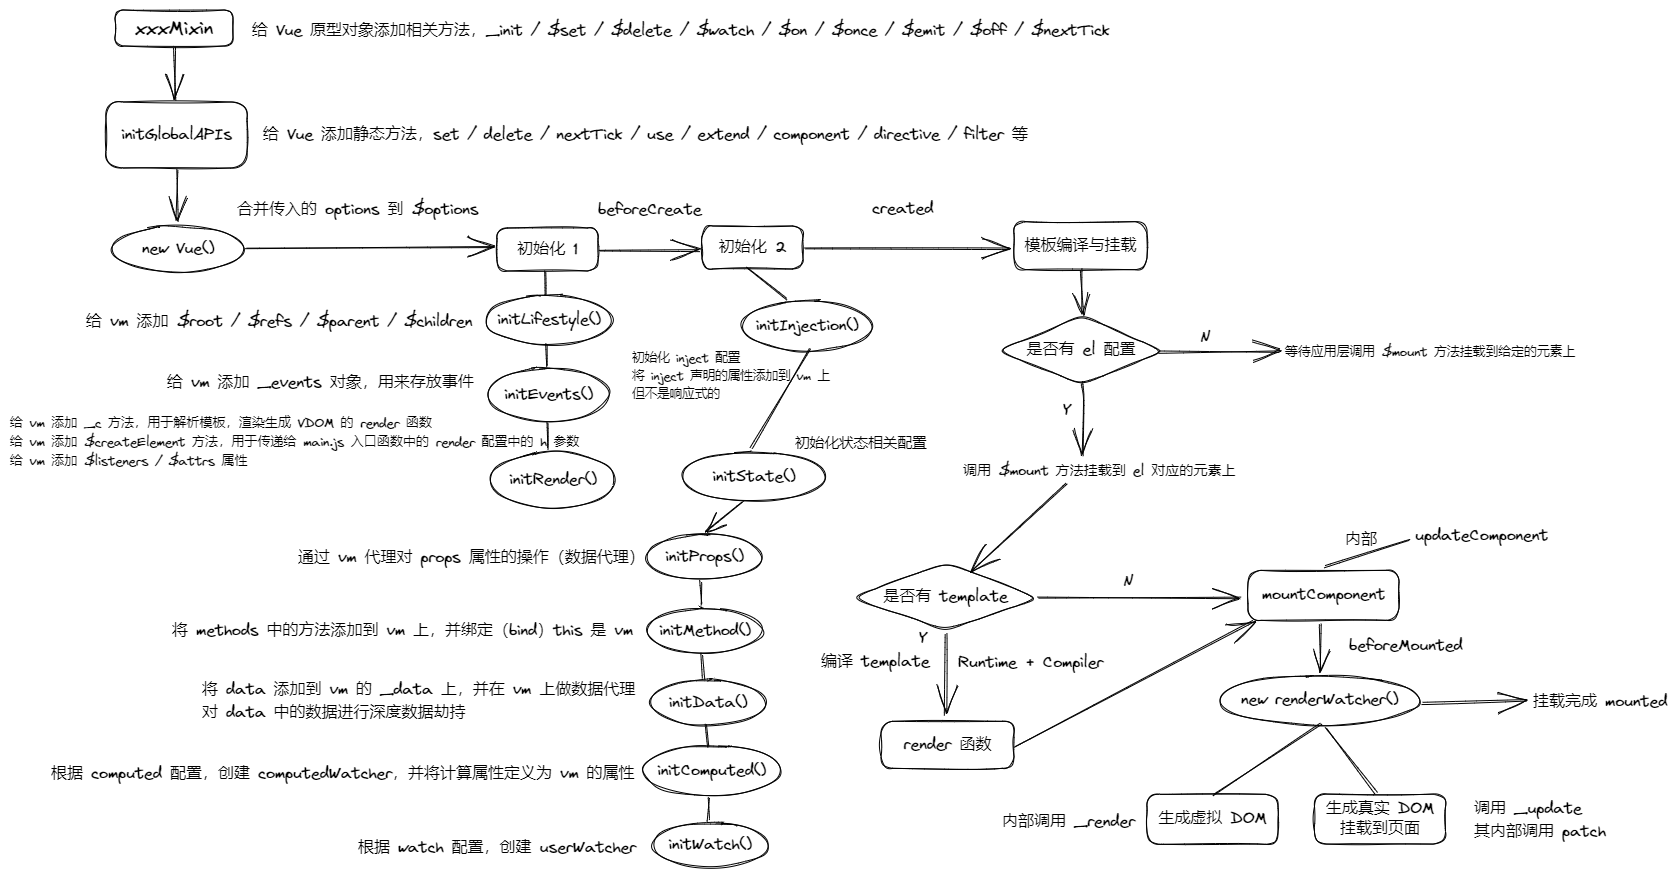 xxxMixin
给 Vue 原型对象添加相关方法，_init / $set / $delete / $watch / $on / $once / $emit / $off / $nextTick
initGlobalAPIs
给 Vue 添加静态方法，set / delete / nextTick / use / extend / component / directive / filter 等
new Vue()
合并传入的 options 到 $options
初始化 1
beforeCreate
初始化 2
created
模板编译与挂载
给 vm 添加 $root / $refs / $parent / $children
initLifestyle()
给 vm 添加 _events 对象，用来存放事件
initEvents()
给 vm 添加 _c 方法，用于解析模板，渲染生成 VDOM 的 render 函数
给 vm 添加 $createElement 方法，用于传递给 main.js 入口函数中的 render 配置中的 h 参数
给 vm 添加 $listeners / $attrs 属性
initRender()
initInjection()
初始化 inject 配置
将 inject 声明的属性添加到 vm 上
但不是响应式的
初始化状态相关配置
initState()
通过 vm 代理对 props 属性的操作（数据代理）
initProps()
将 methods 中的方法添加到 vm 上，并绑定（bind）this 是 vm
initMethod()
将 data 添加到 vm 的 _data 上，并在 vm 上做数据代理
对 data 中的数据进行深度数据劫持
initData()
根据 computed 配置，创建 computedWatcher，并将计算属性定义为 vm 的属性
initComputed()
根据 watch 配置，创建 userWatcher
initWatch()
是否有 el 配置
N
等待应用层调用 $mount 方法挂载到给定的元素上
Y
调用 $mount 方法挂载到 el 对应的元素上
是否有 template
N
Y
编译 template
Runtime + Compiler
render 函数
内部
updateComponent
mountComponent
beforeMounted
new renderWatcher()
挂载完成 mounted
内部调用 _render
生成虚拟 DOM
生成真实 DOM
挂载到页面
调用 _update
其内部调用 patch